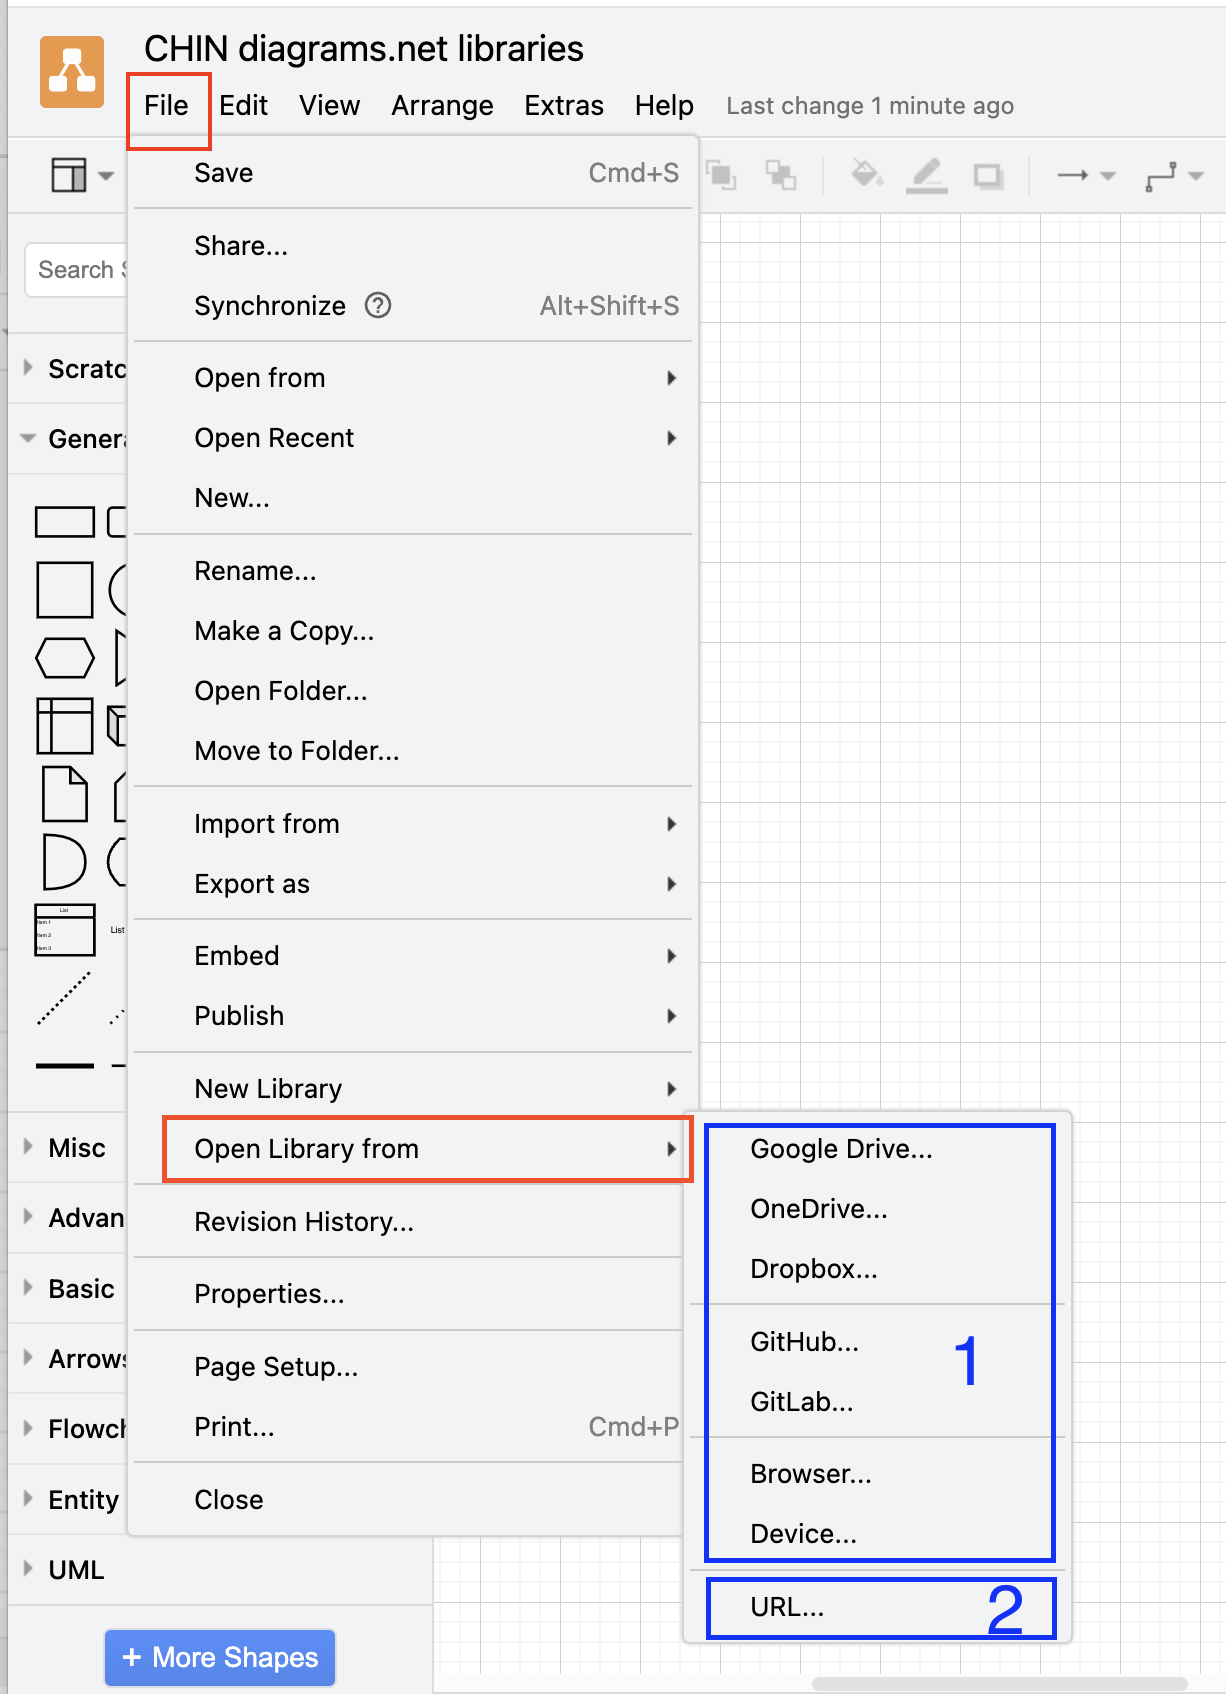 CHIN diagrams.net libraries
File Edit View Arrange Extras Help Last change 1 minute ago
Search
Save Cmd+S
Share...
Synchronize ? Alt+Shift+S
Open from
Open Recent
New...
Rename...
Make a Copy...
Open Folder...
Move to Folder...
Import from
Export as
Embed
Publish
New Library
Open Library from
Revision History...
Properties...
Page Setup...
Print... Cmd+P
Close
Google Drive...
OneDrive...
Dropbox...
GitHub...
GitLab...
Browser...
Device...
1
URL...
2
Scratc
Genera
List
Item 1
Item 2
Item 3
List
Misc
Advan
Basic
Arrows
Flowch
Entity
UML
+ More Shapes